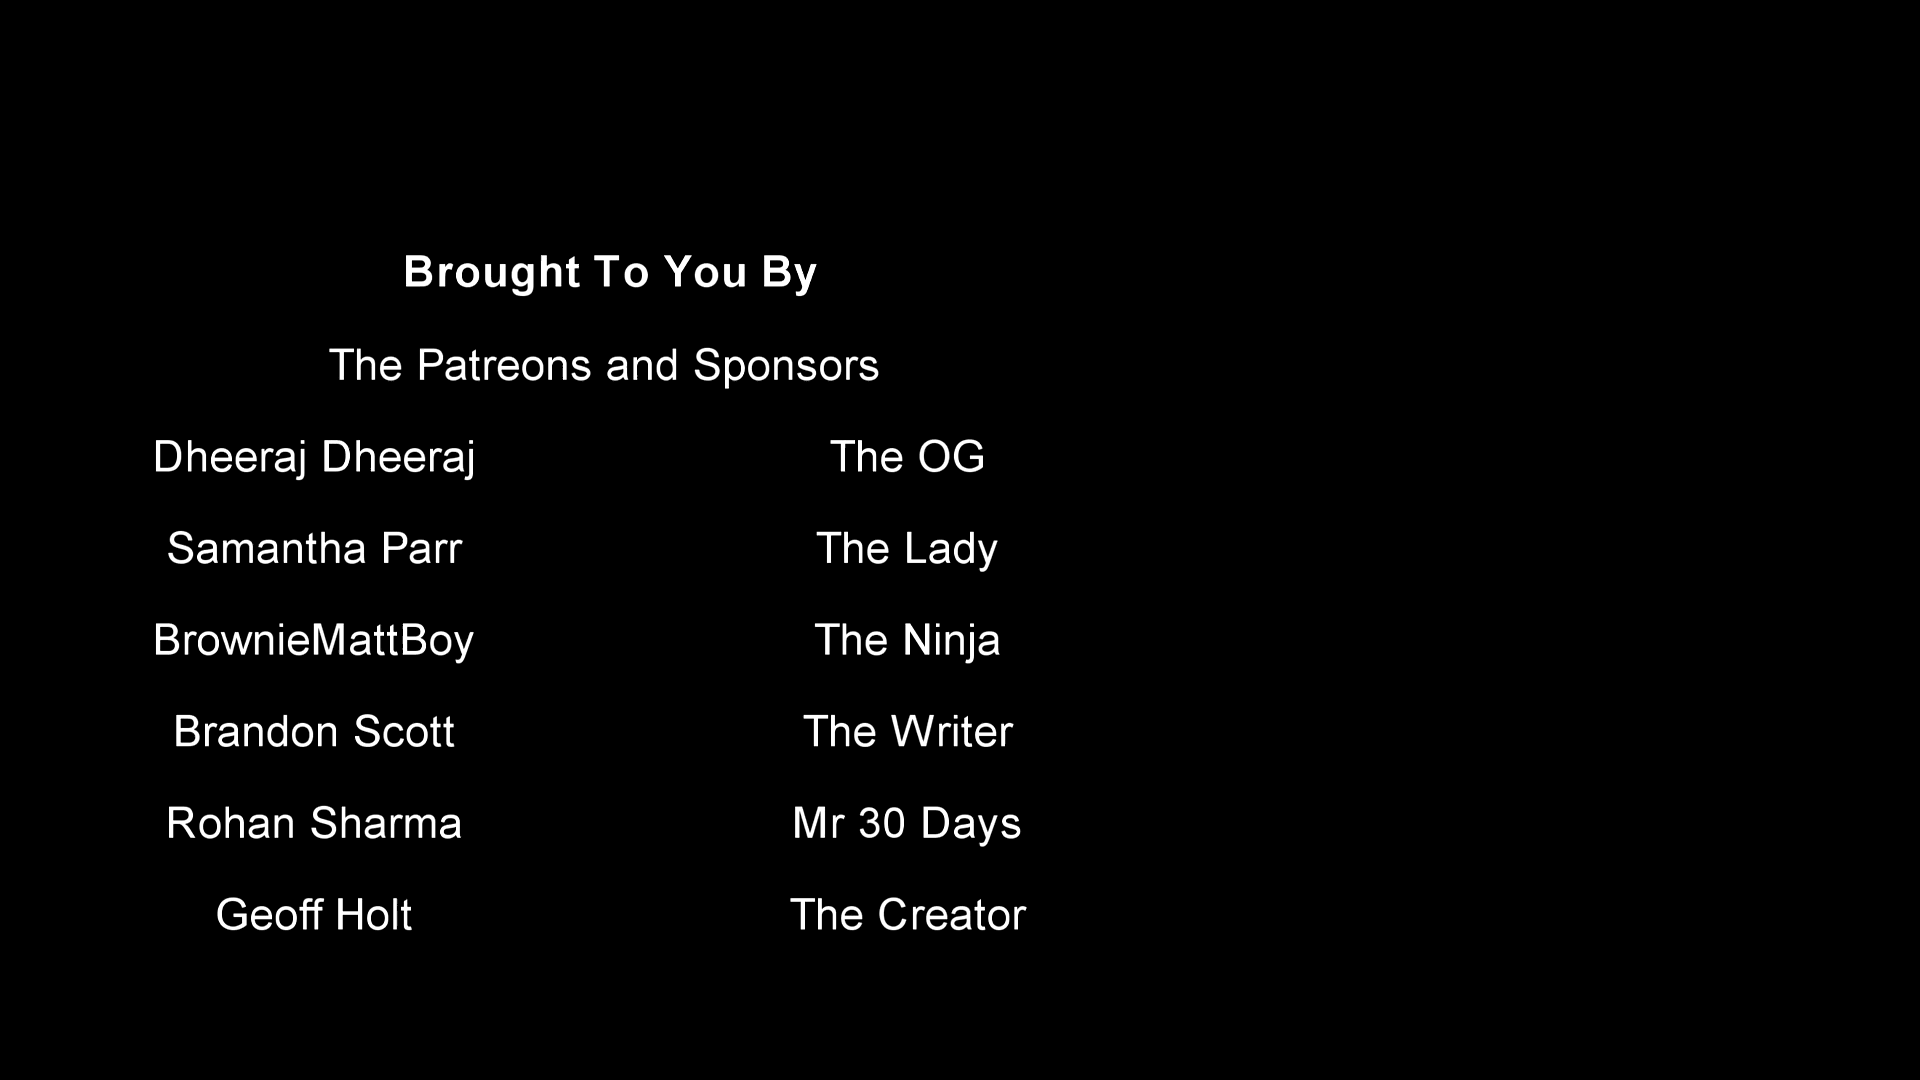 Brought To You By
The Patreons and Sponsors
Dheeraj Dheeraj The OG
Samantha Parr The Lady
BrownieMattBoy The Ninja
Brandon Scott The Writer
Rohan Sharma Mr 30 Days
Geoff Holt The Creator